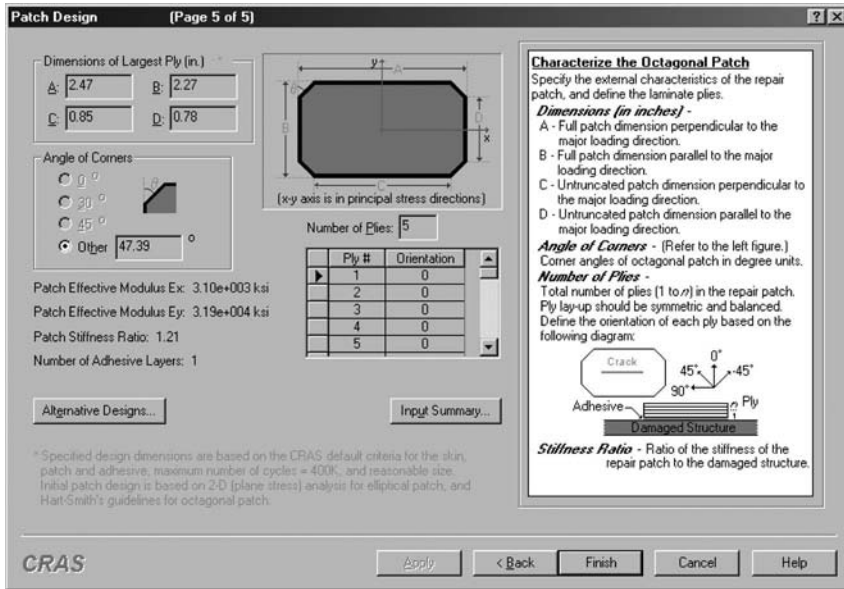 Patch Design (Page 5 of 5)
Dimensions of Largest Ply (in.) *
A: 2.47 B: 2.27
C: 0.85 D: 0.78
Angle of Corners
0 º
30 º
45 º
Other 47.39 º
θ
Patch Effective Modulus Ex: 3.10e+003 ksi
Patch Effective Modulus Ey: 3.19e+004 ksi
Patch Stiffness Ratio: 1.21
Number of Adhesive Layers: 1
Alternative Designs...
y
A
θ
B
D
x
C
(x-y axis is in principal stress directions)
Number of Plies: 5
Ply # Orientation
1 0
2 0
3 0
4 0
5 0
Input Summary...
* Specified design dimensions are based on the CRAS default criteria for the skin,
patch and adhesive, maximum number of cycles = 400K, and reasonable size.
Initial patch design is based on 2-D (plane stress) analysis for elliptical patch, and
Hart-Smith's guidelines for octagonal patch.
Characterize the Octagonal Patch
Specify the external characteristics of the repair
patch, and define the laminate plies.
Dimensions (in inches) -
A - Full patch dimension perpendicular to the
major loading direction.
B - Full patch dimension parallel to the major
loading direction.
C - Untruncated patch dimension perpendicular to
the major loading direction.
D - Untruncated patch dimension parallel to the
major loading direction.
Angle of Corners - (Refer to the left figure.)
Corner angles of octagonal patch in degree units.
Number of Plies -
Total number of plies (1 to n) in the repair patch.
Ply lay-up should be symmetric and balanced.
Define the orientation of each ply based on the
following diagram:
Crack
0°
45° -45°
90°
Adhesive n Ply
1
Damaged Structure
Stiffness Ratio - Ratio of the stiffness of the
repair patch to the damaged structure.
CRAS
Apply < Back Finish Cancel Help